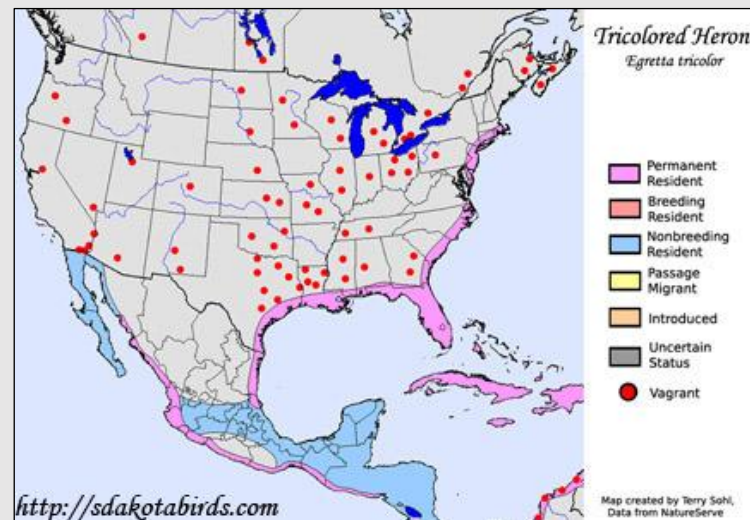 Tricolored Heron
Egretta tricolor
Permanent
Resident
Breeding
Resident
Nonbreeding
Resident
Passage
Migrant
Introduced
Uncertain
Status
Vagrant
http://sdakotabirds.com
Map created by Terry Sohl,
Data from NatureServe